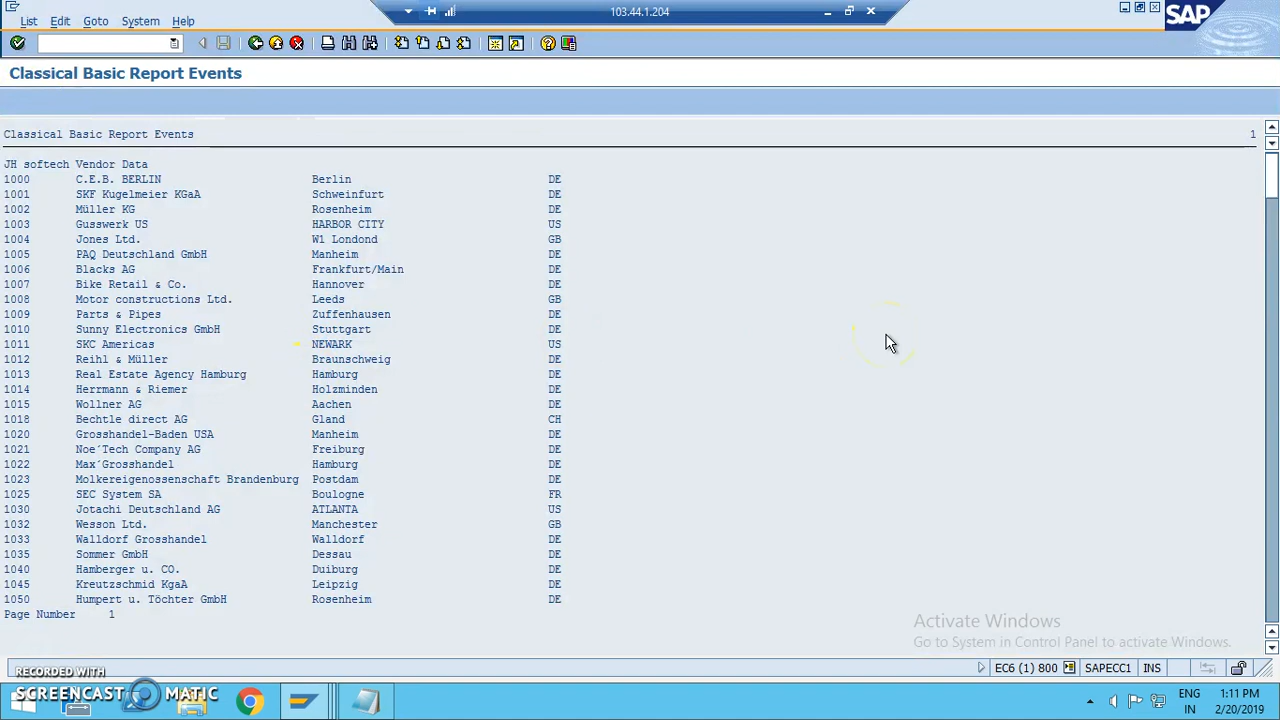 103.44.1.204
List Edit Goto System Help
SAP
Classical Basic Report Events
Classical Basic Report Events 1
JH softech Vendor Data
1000 C.E.B. BERLIN Berlin DE
1001 SKF Kugelmeier KGaA Schweinfurt DE
1002 Müller KG Rosenheim DE
1003 Gusswerk US HARBOR CITY US
1004 Jones Ltd. W1 Londond GB
1005 PAQ Deutschland GmbH Manheim DE
1006 Blacks AG Frankfurt/Main DE
1007 Bike Retail & Co. Hannover DE
1008 Motor constructions Ltd. Leeds GB
1009 Parts & Pipes Zuffenhausen DE
1010 Sunny Electronics GmbH Stuttgart DE
1011 SKC Americas NEWARK US
1012 Reihl & Müller Braunschweig DE
1013 Real Estate Agency Hamburg Hamburg DE
1014 Herrmann & Riemer Holzminden DE
1015 Wollner AG Aachen DE
1018 Bechtle direct AG Gland CH
1020 Grosshandel-Baden USA Manheim DE
1021 Noe´Tech Company AG Freiburg DE
1022 Max´Grosshandel Hamburg DE
1023 Molkereigenossenschaft Brandenburg Postdam DE
1025 SEC System SA Boulogne FR
1030 Jotachi Deutschland AG ATLANTA US
1032 Wesson Ltd. Manchester GB
1033 Walldorf Grosshandel Walldorf DE
1035 Sommer GmbH Dessau DE
1040 Hamberger u. CO. Duiburg DE
1045 Kreutzschmid KgaA Leipzig DE
1050 Humpert u. Töchter GmbH Rosenheim DE
Page Number 1
Activate Windows
Go to System in Control Panel to activate Windows.
EC6 (1) 800 SAPECC1 INS
RECORDED WITH
SCREENCAST MATIC
ENG 1:11 PM
IN 2/20/2019